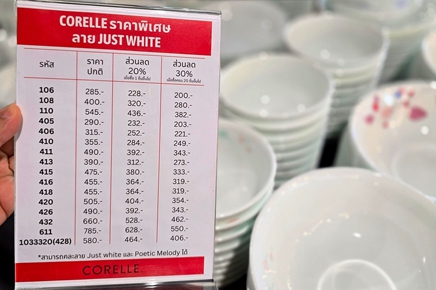 CORELLE ราคาพิเศษ
ลาย JUST WHITE
รหัส ราคาปกติ ส่วนลด 20% ส่วนลด 30%
106 285.- 228.- 200.-
108 400.- 320.- 280.-
110 545.- 436.- 382.-
405 290.- 232.- 203.-
406 315.- 252.- 221.-
410 355.- 284.- 249.-
411 490.- 392.- 343.-
413 390.- 312.- 273.-
415 475.- 380.- 333.-
416 455.- 364.- 319.-
418 455.- 364.- 319.-
420 505.- 404.- 354.-
426 490.- 392.- 343.-
432 660.- 528.- 462.-
611 785.- 628.- 550.-
1033320(428) 580.- 464.- 406.-
*สามารถคละลาย Just white และ Poetic Melody ได้
CORELLE